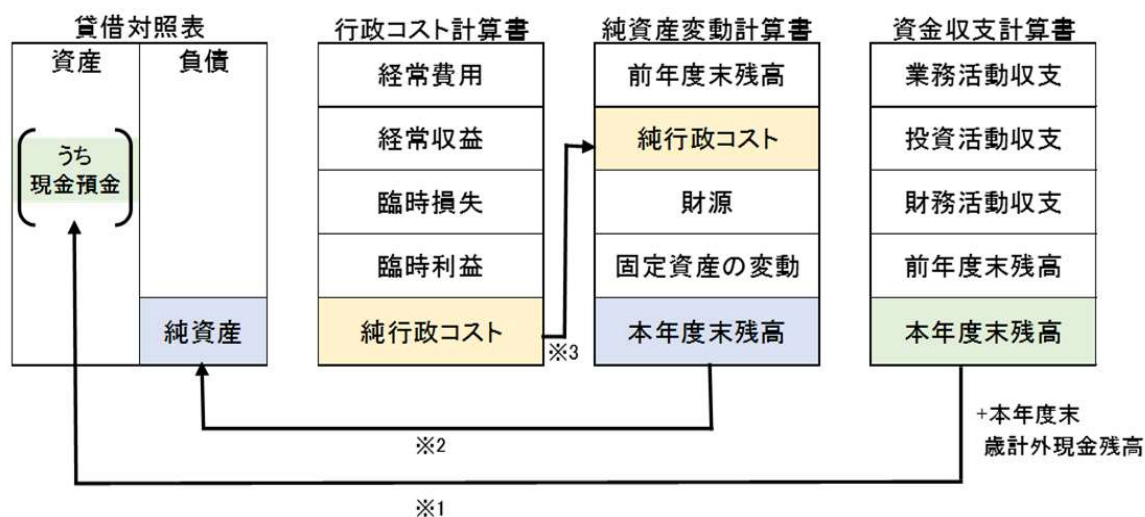 貸借対照表
資産
負債
うち
現金預金
純資産
行政コスト計算書
経常費用
経常収益
臨時損失
臨時利益
純行政コスト
※3
純資産変動計算書
前年度末残高
純行政コスト
財源
固定資産の変動
本年度末残高
資金収支計算書
業務活動収支
投資活動収支
財務活動収支
前年度末残高
本年度末残高
+本年度末
歳計外現金残高
※2
※1